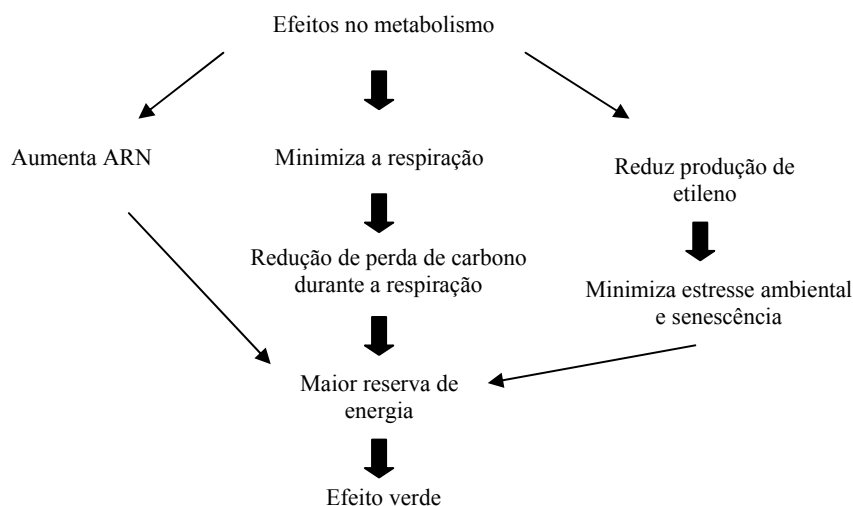 Efeitos no metabolismo
Aumenta ARN
Minimiza a respiração
Reduz produção de
etileno
Redução de perda de carbono
durante a respiração
Minimiza estresse ambiental
e senescência
Maior reserva de
energia
Efeito verde